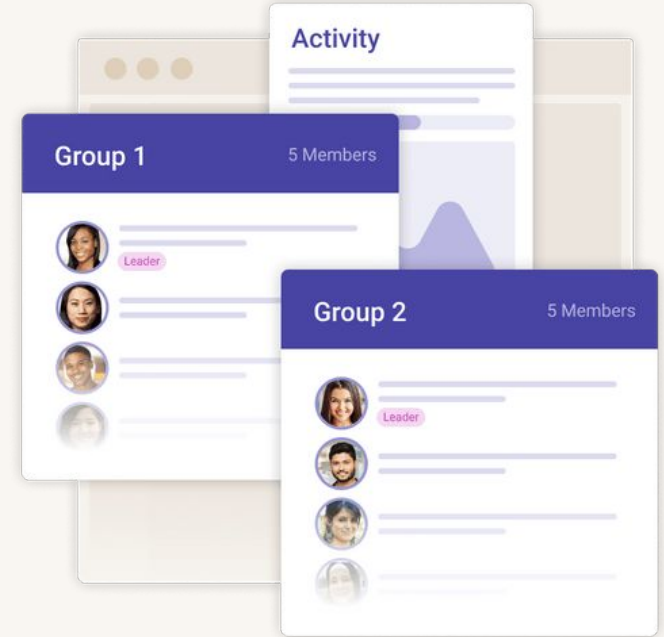 Activity
Group 1 5 Members
Leader
Group 2 5 Members
Leader